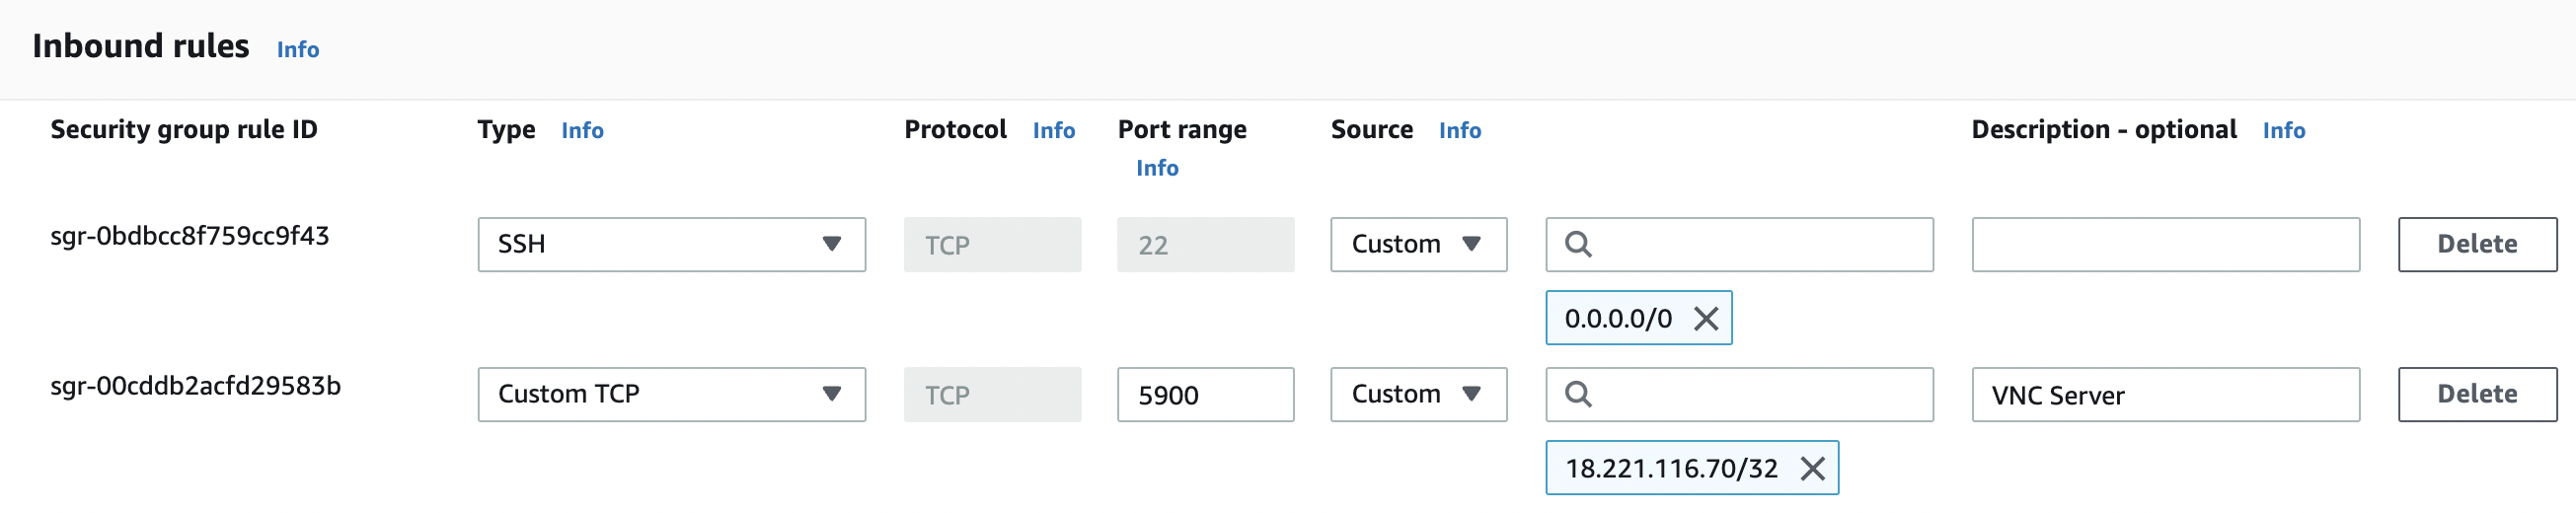 Inbound rules Info
Security group rule ID Type Info Protocol Info Port range Info Source Info Description - optional Info
sgr-0bdbcc8f759cc9f43 SSH TCP 22 Custom Delete
0.0.0.0/0
sgr-00cddb2acfd29583b Custom TCP TCP 5900 Custom VNC Server Delete
18.221.116.70/32